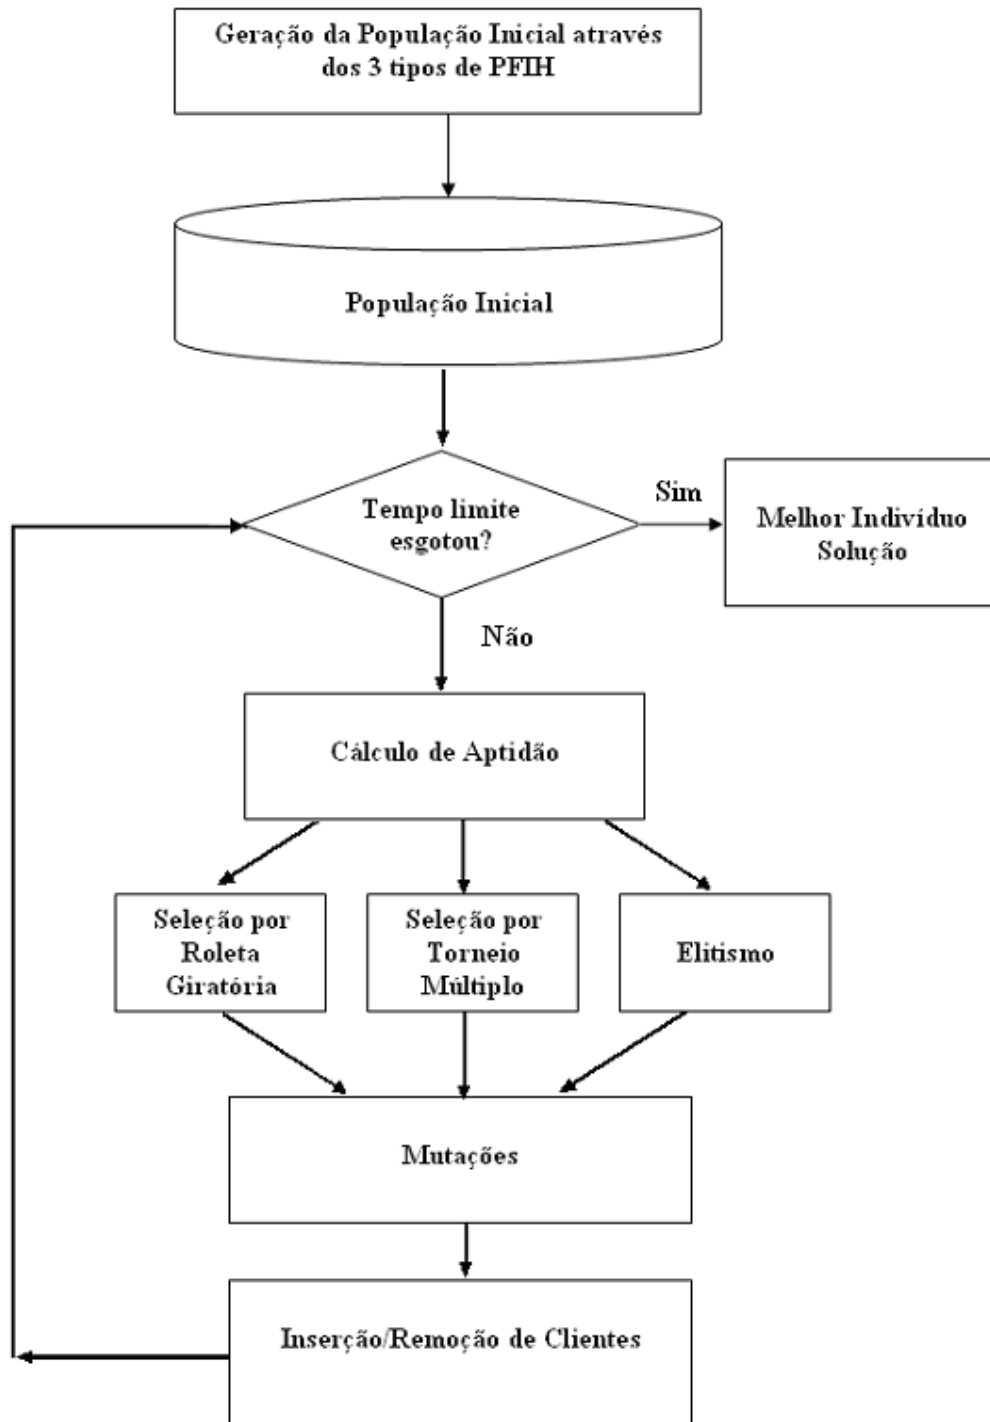 Geração da População Inicial através
dos 3 tipos de PFIH
População Inicial
Tempo limite
esgotou?
Sim
Melhor Indivíduo
Solução
Não
Cálculo de Aptidão
Seleção por
Roleta
Giratória
Seleção por
Torneio
Múltiplo
Elitismo
Mutações
Inserção/Remoção de Clientes